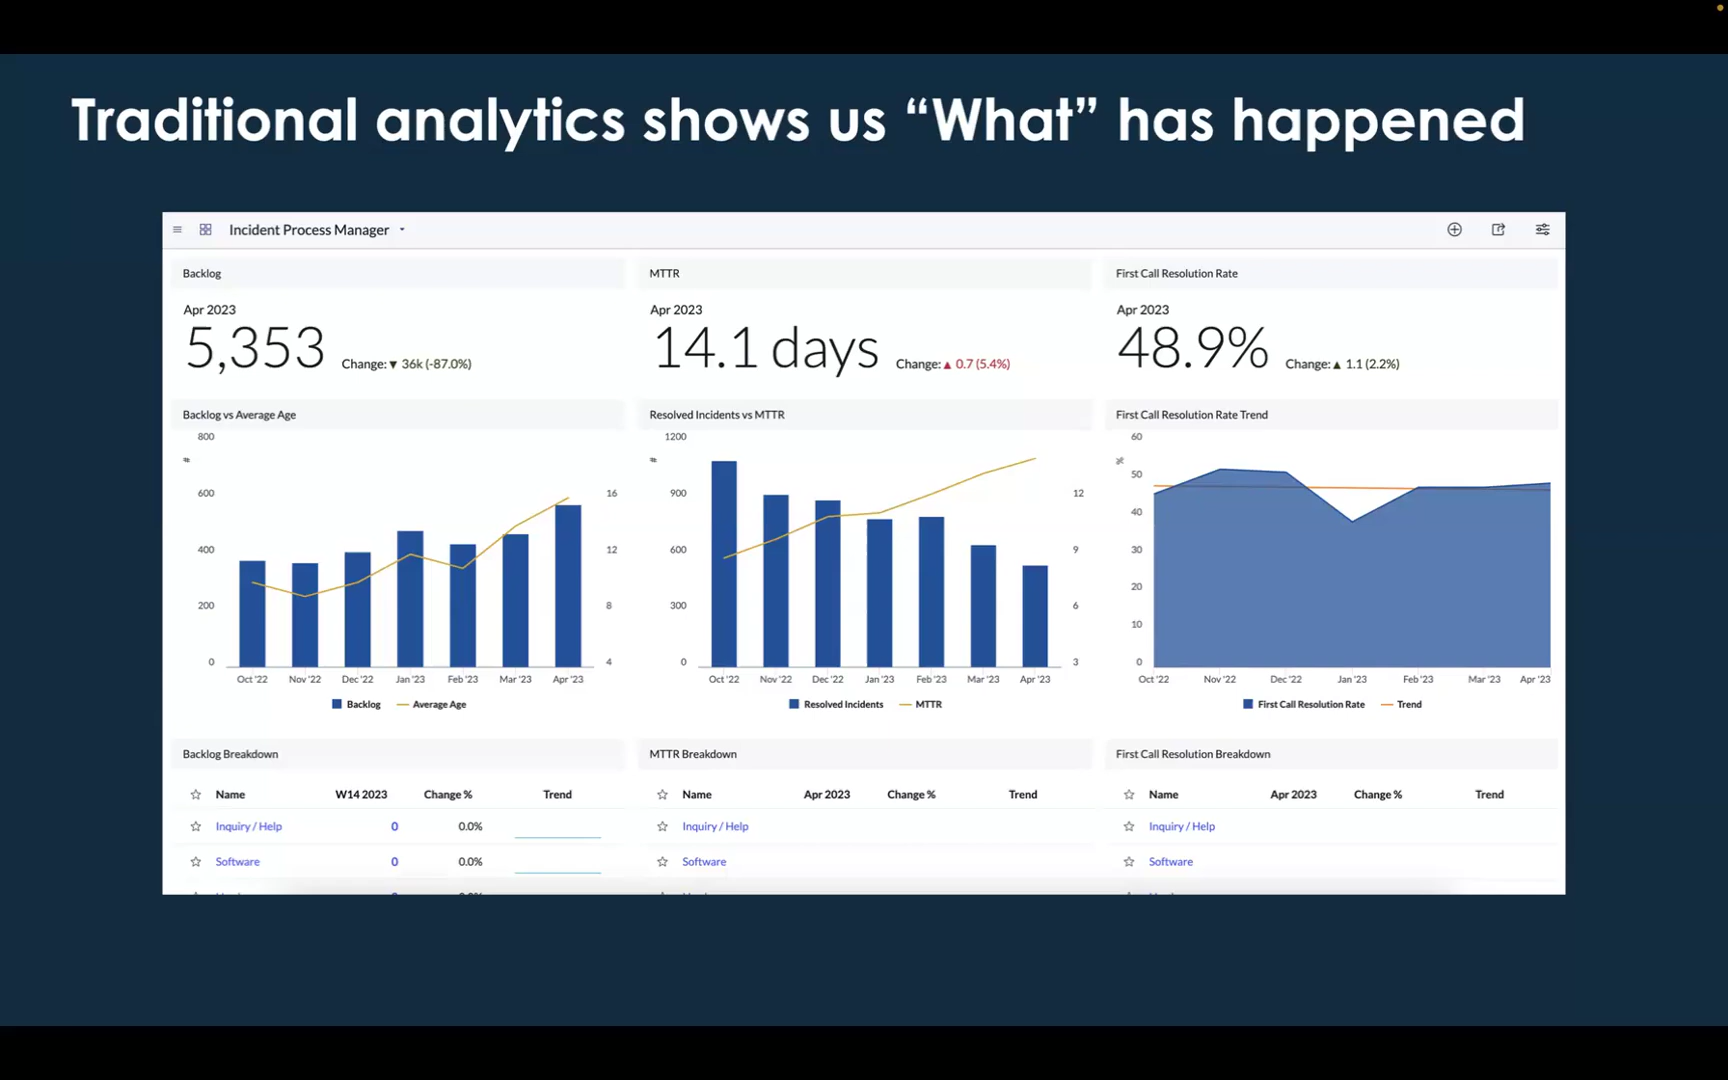 Traditional analytics shows us “What” has happened
Incident Process Manager
Backlog
Apr 2023
5,353 Change: ▼ 36k (-87.0%)
MTTR
Apr 2023
14.1 days Change: ▲ 0.7 (5.4%)
First Call Resolution Rate
Apr 2023
48.9% Change: ▲ 1.1 (2.2%)
Backlog vs Average Age
800
#
600
400
200
0
16
12
8
4
Oct '22 Nov '22 Dec '22 Jan '23 Feb '23 Mar '23 Apr '23
Backlog Average Age
Resolved Incidents vs MTTR
1200
#
900
600
300
0
12
9
6
3
Oct '22 Nov '22 Dec '22 Jan '23 Feb '23 Mar '23 Apr '23
Resolved Incidents MTTR
First Call Resolution Rate Trend
60
%
50
40
30
20
10
0
Oct '22 Nov '22 Dec '22 Jan '23 Feb '23 Mar '23 Apr '23
First Call Resolution Rate Trend
Backlog Breakdown
Name W14 2023 Change % Trend
Inquiry / Help 0 0.0%
Software 0 0.0%
MTTR Breakdown
Name Apr 2023 Change % Trend
Inquiry / Help
Software
First Call Resolution Breakdown
Name Apr 2023 Change % Trend
Inquiry / Help
Software